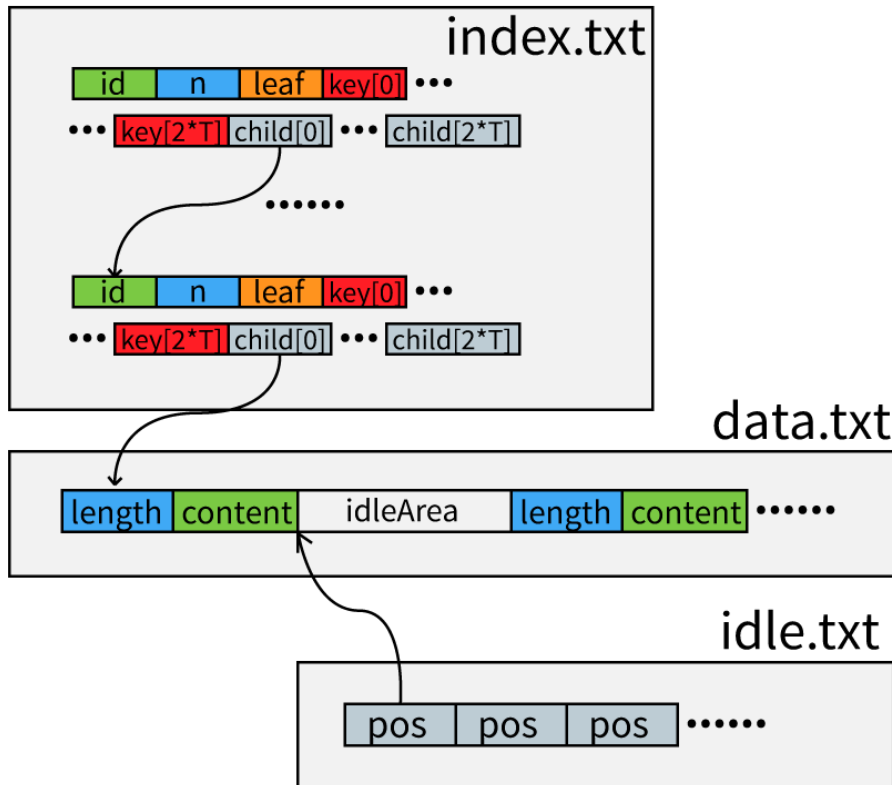 index.txt
id n leaf key[0] •••
••• key[2*T] child[0] ••• child[2*T]
••••••
id n leaf key[0] •••
••• key[2*T] child[0] ••• child[2*T]
data.txt
length content idleArea length content ••••••
idle.txt
pos pos pos ••••••